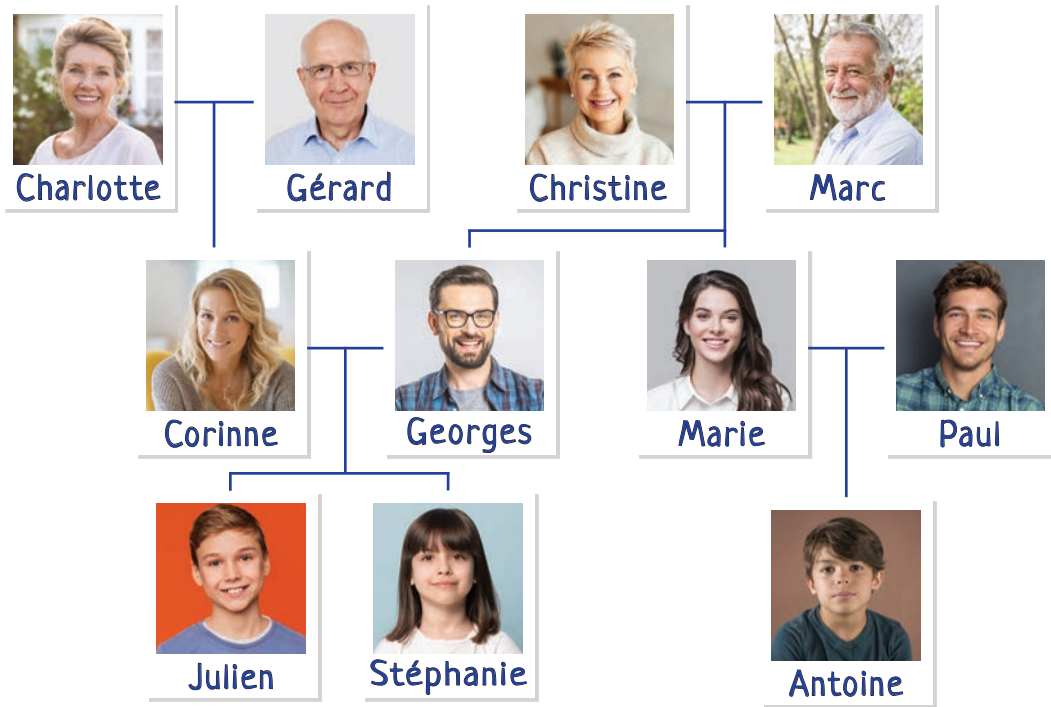 Charlotte
Gérard
Christine
Marc
Corinne
Georges
Marie
Paul
Julien
Stéphanie
Antoine